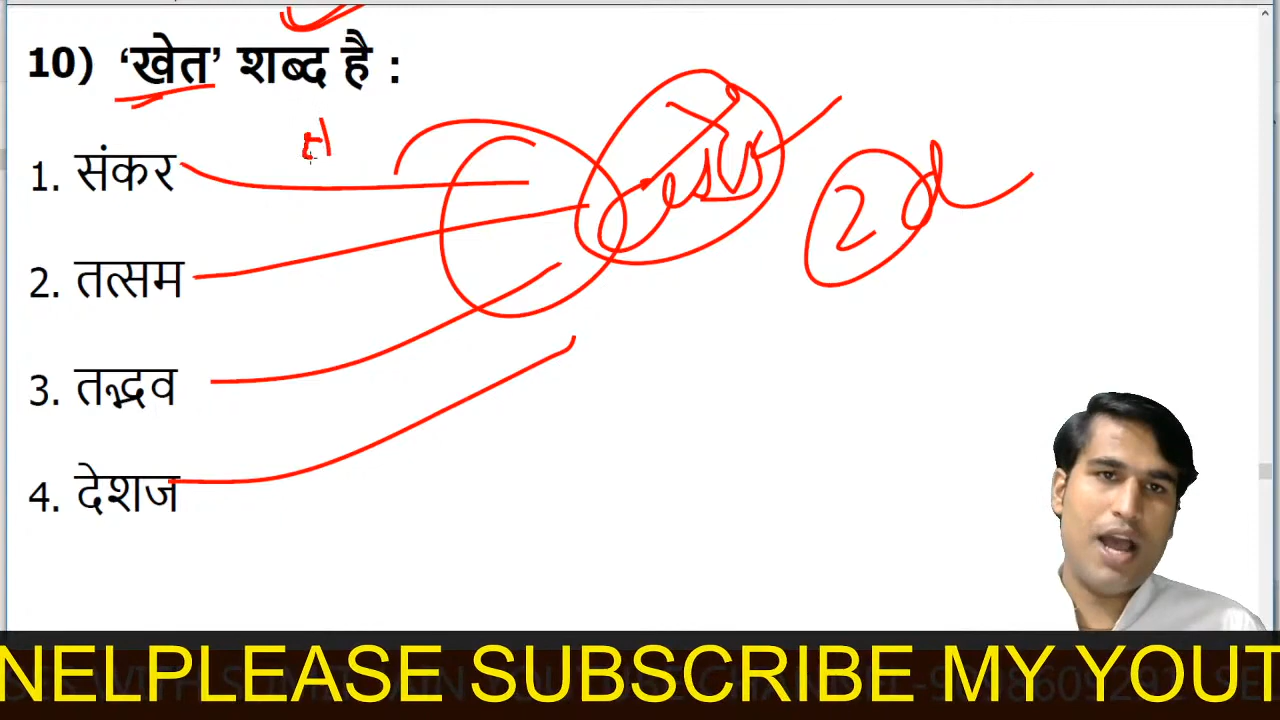 10) ‘खेत’ शब्द है :
1. संकर
2. तत्सम
3. तद्भव
4. देशज
NELPLEASE SUBSCRIBE MY YOUT